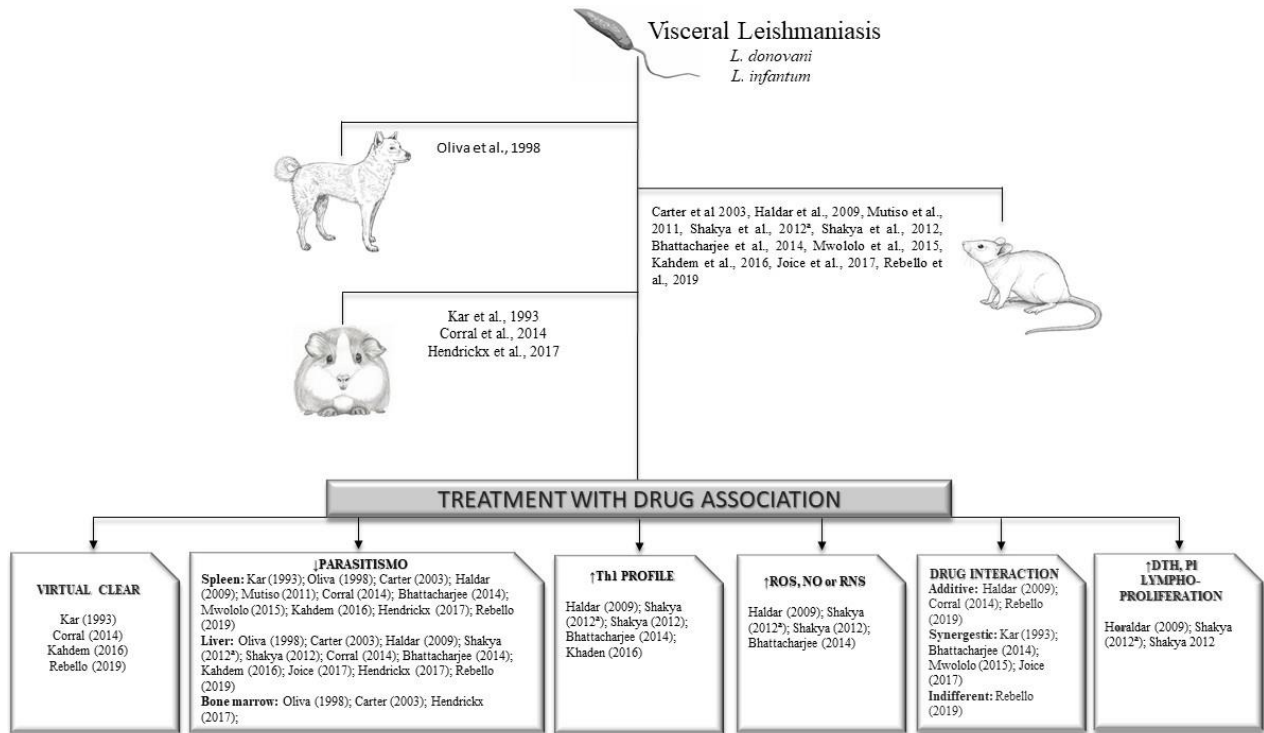 Visceral Leishmaniasis
L. donovani
L. infantum
Oliva et al., 1998
Carter et al 2003, Haldar et al., 2009, Mutiso et al.,
2011, Shakya et al., 2012ª, Shakya et al., 2012,
Bhattacharjee et al., 2014, Mwololo et al., 2015,
Kahdem et al., 2016, Joice et al., 2017, Rebello et
al., 2019
Kar et al., 1993
Corral et al., 2014
Hendrickx et al., 2017
TREATMENT WITH DRUG ASSOCIATION
VIRTUAL CLEAR
Kar (1993)
Corral (2014)
Kahdem (2016)
Rebello (2019)
↓PARASITISMO
Spleen: Kar (1993); Oliva (1998); Carter (2003); Haldar
(2009); Mutiso (2011); Corral (2014); Bhattacharjee (2014);
Mwololo (2015); Kahdem (2016); Hendrickx (2017); Rebello
(2019)
Liver: Oliva (1998); Carter (2003); Haldar (2009); Shakya
(2012ª); Shakya (2012); Corral (2014); Bhattacharjee (2014);
Kahdem (2016); Joice (2017); Hendrickx (2017); Rebello
(2019)
Bone marrow: Oliva (1998); Carter (2003); Hendrickx
(2017);
↑Th1 PROFILE
Haldar (2009); Shakya
(2012ª); Shakya (2012);
Bhattacharjee (2014);
Khaden (2016)
↑ROS, NO or RNS
Haldar (2009); Shakya
(2012ª); Shakya (2012);
Bhattacharjee (2014)
DRUG INTERACTION
Additive: Haldar (2009);
Corral (2014); Rebello
(2019)
Synergestic: Kar (1993);
Bhattacharjee (2014);
Mwololo (2015); Joice
(2017)
Indifferent: Rebello
(2019)
↑DTH, PI
LYMPHO-
PROLIFERATION
(2009); Shakya
(2012ª); Shakya 2012